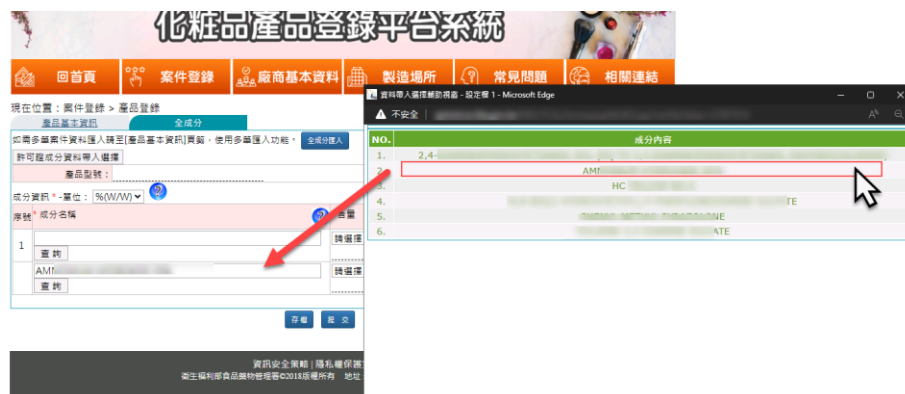 化粧品產品登錄平台系統
回首頁 案件登錄 廠商基本資料 製造場所 常見問題 相關連結
現在位置：案件登錄 > 產品登錄
產品基本資訊 全成分
如需多筆案件資料匯入請至[產品基本資訊]頁籤，使用多筆匯入功能。 全成分匯入
許可證成分資料帶入選擇
產品型號：
成分資訊 * -單位： %(W/W)
序號 * 成分名稱 含量
1 請選擇
查詢
AMI 請選擇
查詢
存檔 提交
資訊安全策略 | 隱私權保護
衛生福利部食品藥物管理署©2018版權所有 地址
資料帶入選擇輔助視窗 - 設定檔 1 - Microsoft Edge
不安全
NO. 成分內容
1. 2,4-
AM
3. HC
4. TE
5.
6. ATE